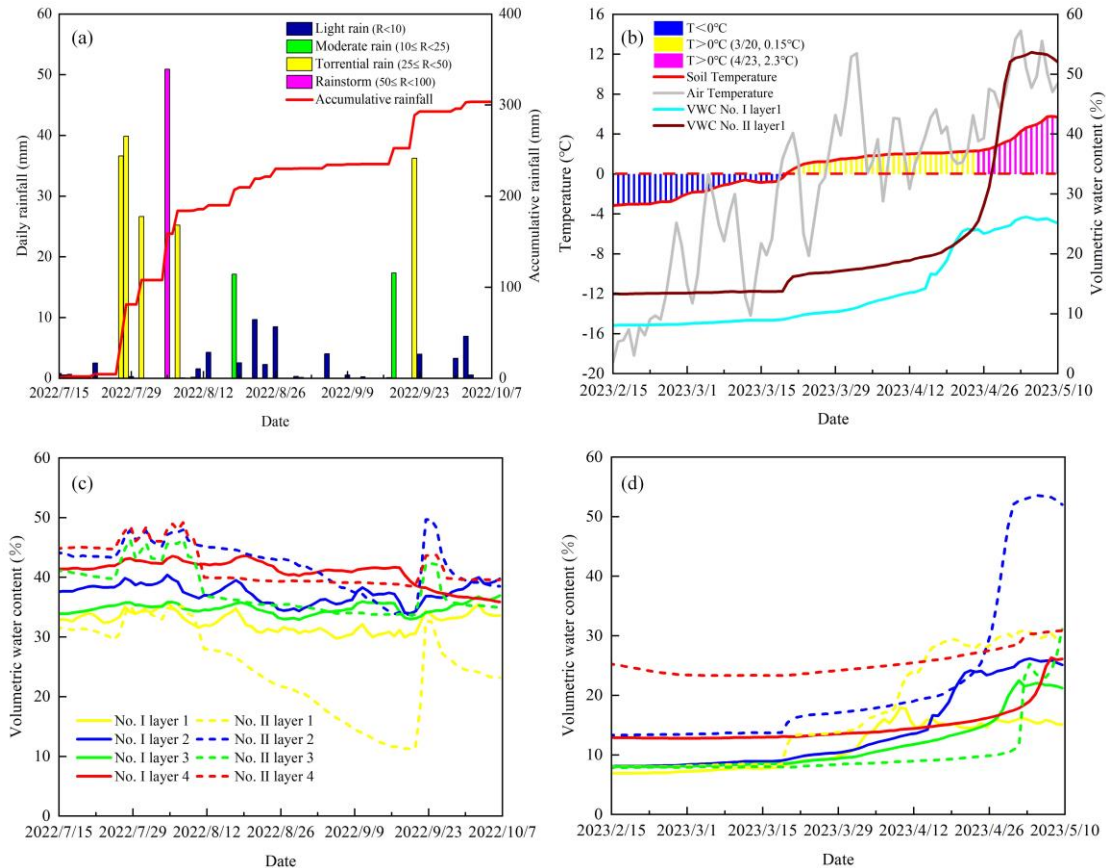 (a)
Light rain (R<10)
Moderate rain (10≤ R<25)
Torrential rain (25≤ R<50)
Rainstorm (50≤ R<100)
Accumulative rainfall
Daily rainfall (mm)
60
50
40
30
20
10
0
Accumulative rainfall (mm)
400
300
200
100
0
2022/7/15 2022/7/29 2022/8/12 2022/8/26 2022/9/9 2022/9/23 2022/10/7
Date
(b)
T<0℃
T>0℃ (3/20, 0.15℃)
T>0℃ (4/23, 2.3℃)
Soil Temperature
Air Temperature
VWC No. I layer1
VWC No. II layer1
Temperature (℃)
16
12
8
4
0
-4
-8
-12
-16
-20
Volumetric water content (%)
60
50
40
30
20
10
0
2023/2/15 2023/3/1 2023/3/15 2023/3/29 2023/4/12 2023/4/26 2023/5/10
Date
(c)
Volumetric water content (%)
60
50
40
30
20
10
0
No. I layer 1 No. II layer 1
No. I layer 2 No. II layer 2
No. I layer 3 No. II layer 3
No. I layer 4 No. II layer 4
2022/7/15 2022/7/29 2022/8/12 2022/8/26 2022/9/9 2022/9/23 2022/10/7
Date
(d)
Volumetric water content (%)
60
50
40
30
20
10
0
2023/2/15 2023/3/1 2023/3/15 2023/3/29 2023/4/12 2023/4/26 2023/5/10
Date